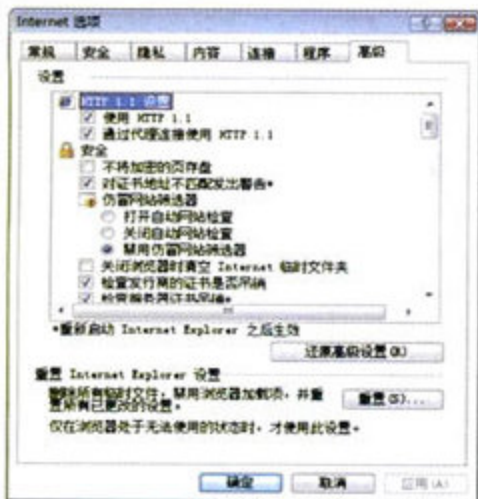 Internet 选项
常规 安全 隐私 内容 连接 程序 高级
设置
HTTP 1.1 设置
使用 HTTP 1.1
通过代理连接使用 HTTP 1.1
安全
不将加密的页存盘
对证书地址不匹配发出警告*
仿冒网站筛选器
打开自动网站检查
关闭自动网站检查
禁用仿冒网站筛选器
关闭浏览器时清空 Internet 临时文件夹
检查发行商的证书是否吊销
检查服务器证书吊销*
*重新启动 Internet Explorer 之后生效
还原高级设置(R)
重置 Internet Explorer 设置
删除所有临时文件、禁用浏览器加载项、并重
置所有已更改的设置。
重置(S)...
仅在浏览器处于无法使用的状态时，才使用此设置。
确定 取消 应用(A)